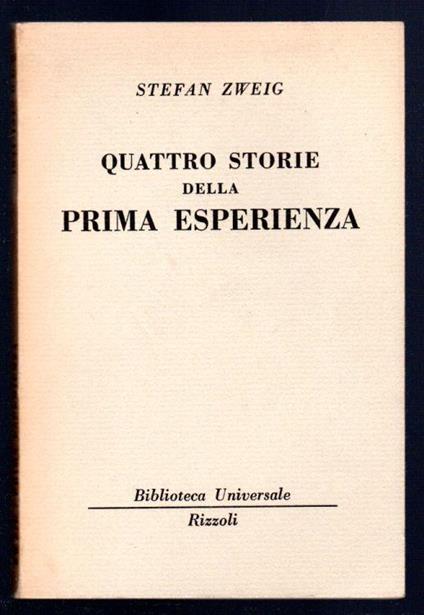 STEFAN ZWEIG
QUATTRO STORIE
DELLA
PRIMA ESPERIENZA
Biblioteca Universale
Rizzoli